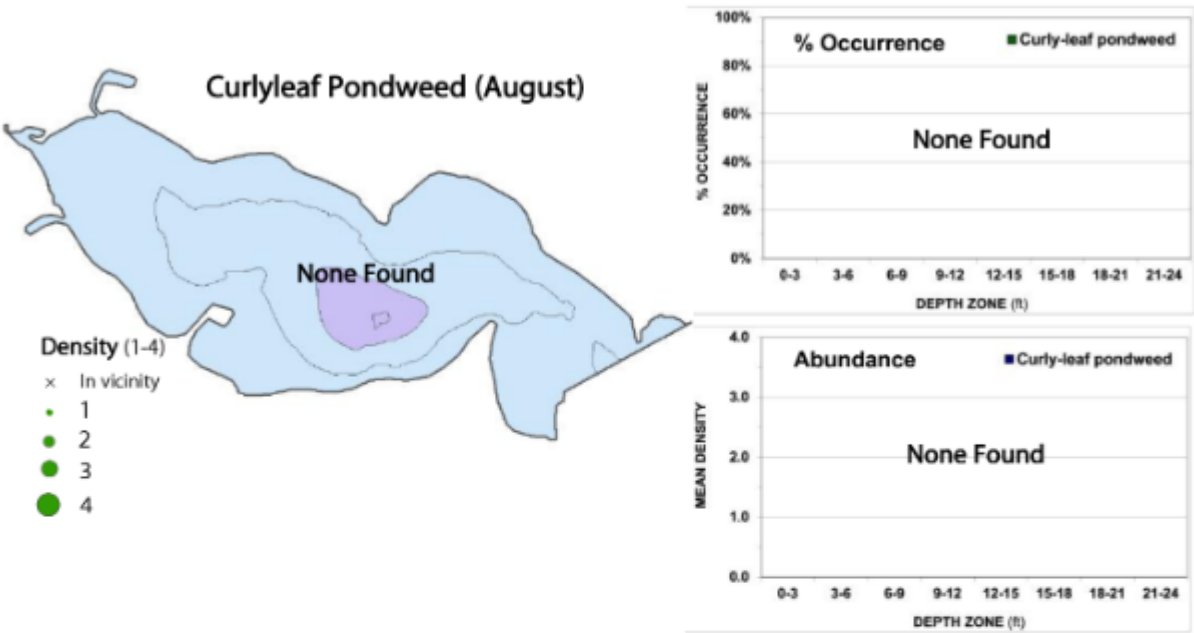 Curlyleaf Pondweed (August)
None Found
Density (1-4)
In vicinity
1
2
3
4
100%
80%
60%
40%
20%
0%
% OCCURRENCE
% Occurrence
Curly-leaf pondweed
None Found
0-3 3-6 6-9 9-12 12-15 15-18 18-21 21-24
DEPTH ZONE (ft)
4.0
3.0
2.0
1.0
0.0
MEAN DENSITY
Abundance
Curly-leaf pondweed
None Found
0-3 3-6 6-9 9-12 12-15 15-18 18-21 21-24
DEPTH ZONE (ft)